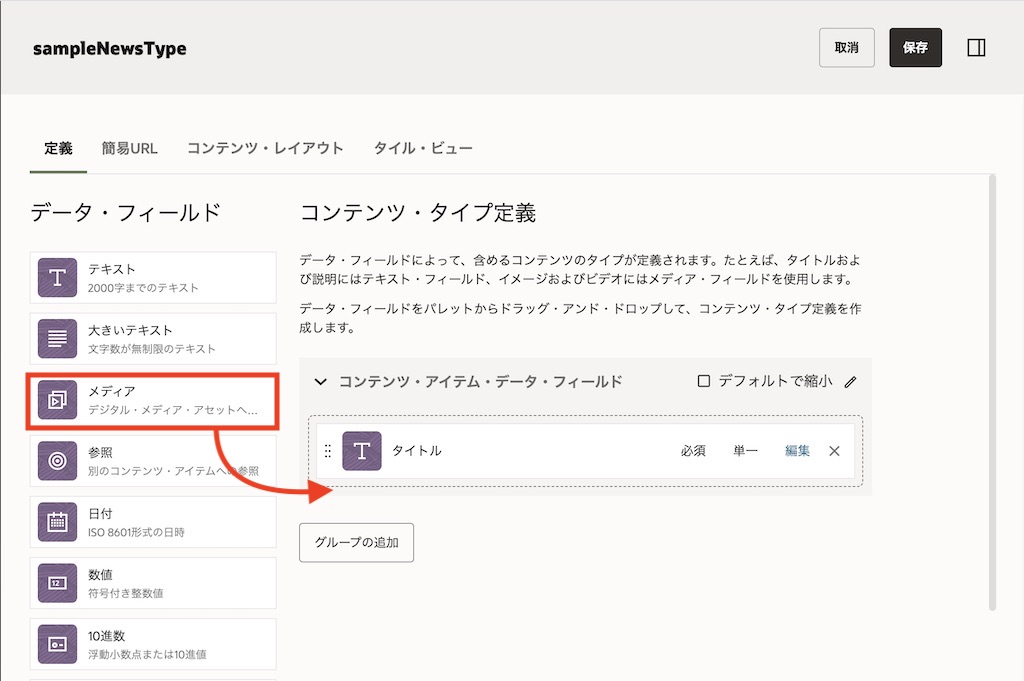 sampleNewsType
取消
保存
定義
簡易URL
コンテンツ・レイアウト
タイル・ビュー
データ・フィールド
テキスト
2000字までのテキスト
大きいテキスト
文字数が無制限のテキスト
メディア
デジタル・メディア・アセットへ...
参照
別のコンテンツ・アイテムへの参照
日付
ISO 8601形式の日時
数値
符号付き整数値
10進数
浮動小数点または10進値
コンテンツ・タイプ定義
データ・フィールドによって、含めるコンテンツのタイプが定義されます。たとえば、タイトルおよ
び説明にはテキスト・フィールド、イメージおよびビデオにはメディア・フィールドを使用します。
データ・フィールドをパレットからドラッグ・アンド・ドロップして、コンテンツ・タイプ定義を作
成します。
コンテンツ・アイテム・データ・フィールド
デフォルトで縮小
タイトル
必須
単一
編集
グループの追加